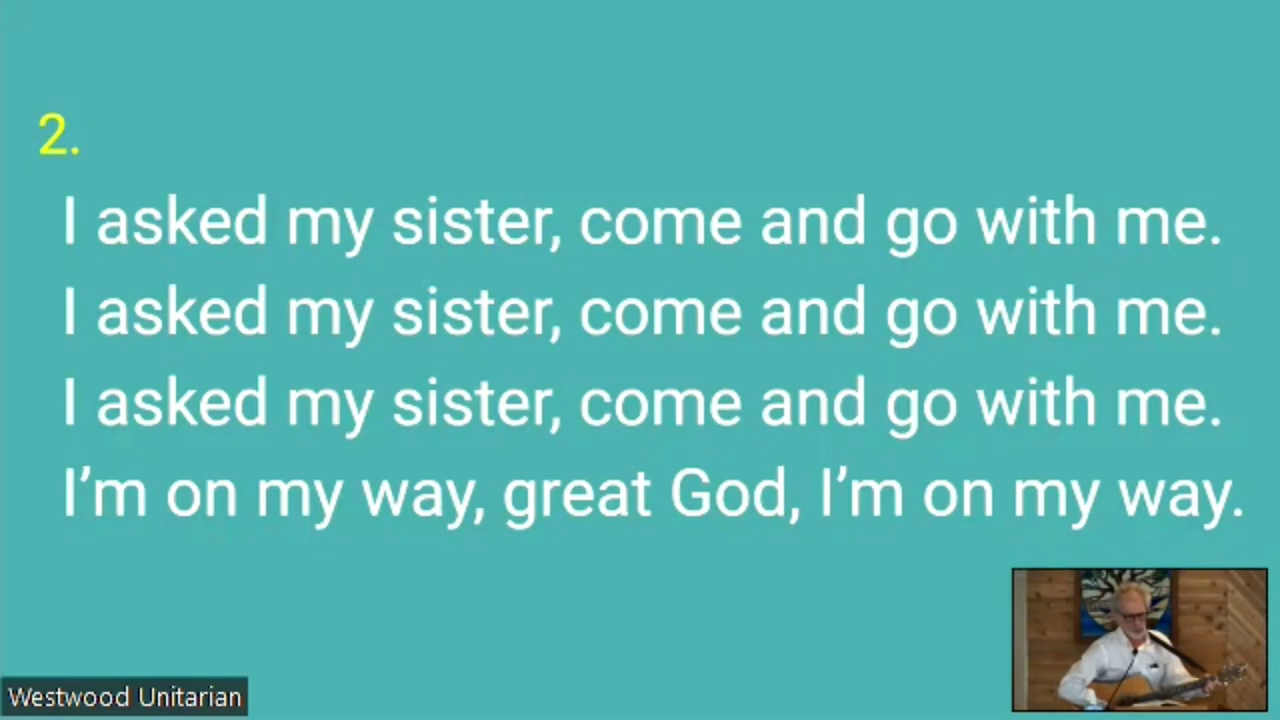 2.
I asked my sister, come and go with me.
I asked my sister, come and go with me.
I asked my sister, come and go with me.
I’m on my way, great God, I’m on my way.
Westwood Unitarian